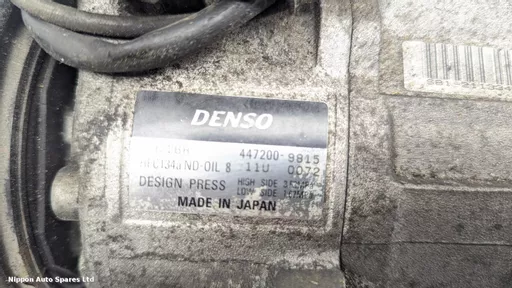 DENSO
447200-9815
HFC134a ND-OIL 8 11U 0072
DESIGN PRESS HIGH SIDE
LOW SIDE
MADE IN JAPAN
Nippon Auto Spares Ltd